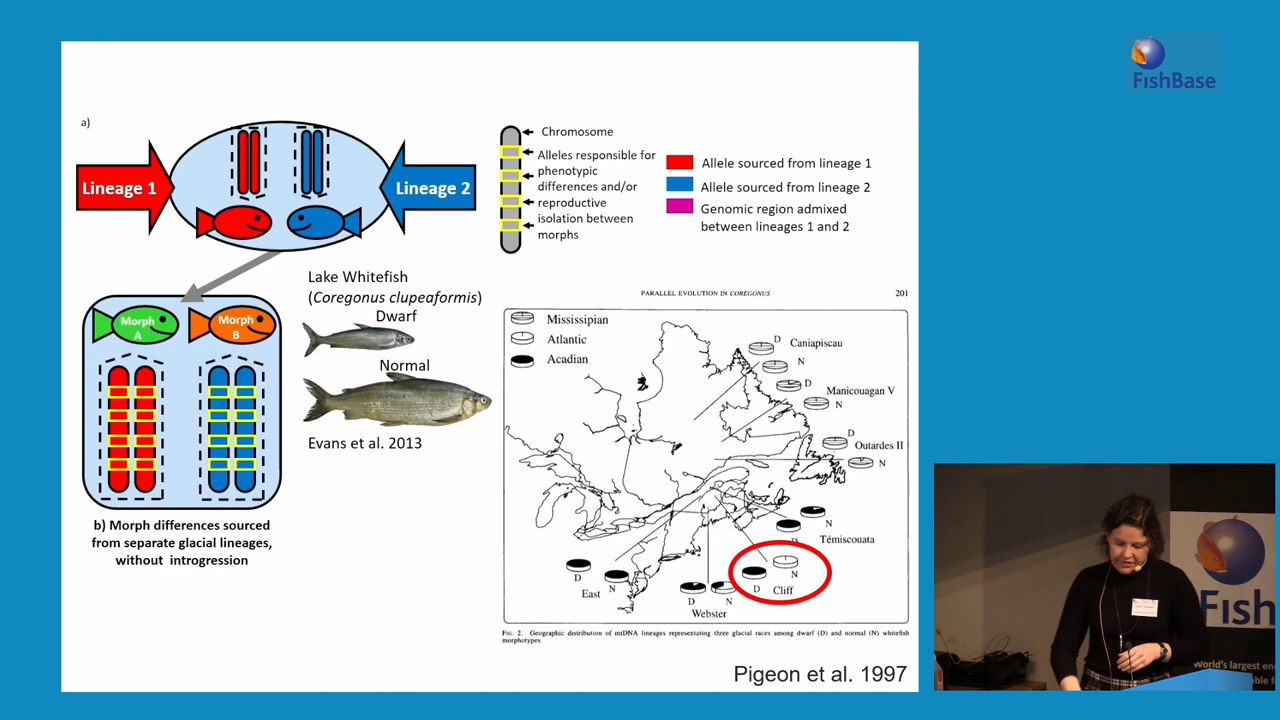 FishBase
a)
Lineage 1
Lineage 2
Chromosome
Alleles responsible for
phenotypic
differences and/or
reproductive
isolation between
morphs
Allele sourced from lineage 1
Allele sourced from lineage 2
Genomic region admixed
between lineages 1 and 2
Morph
A
Morph
B
b) Morph differences sourced
from separate glacial lineages,
without introgression
Lake Whitefish
(Coregonus clupeaformis)
Dwarf
Normal
Evans et al. 2013
PARALLEL EVOLUTION IN COREGONUS
201
Mississipian
Atlantic
Acadian
D
Caniapiscau
N
D
Manicouagan V
N
D
Outardes II
N
N
D
Témiscouata
D
N
East
D
N
Webster
D
N
Cliff
FIG. 2. Geographic distribution of mtDNA lineages representing three glacial races among dwarf (D) and normal (N) whitefish
morphotypes.
Pigeon et al. 1997
Fish
World's largest